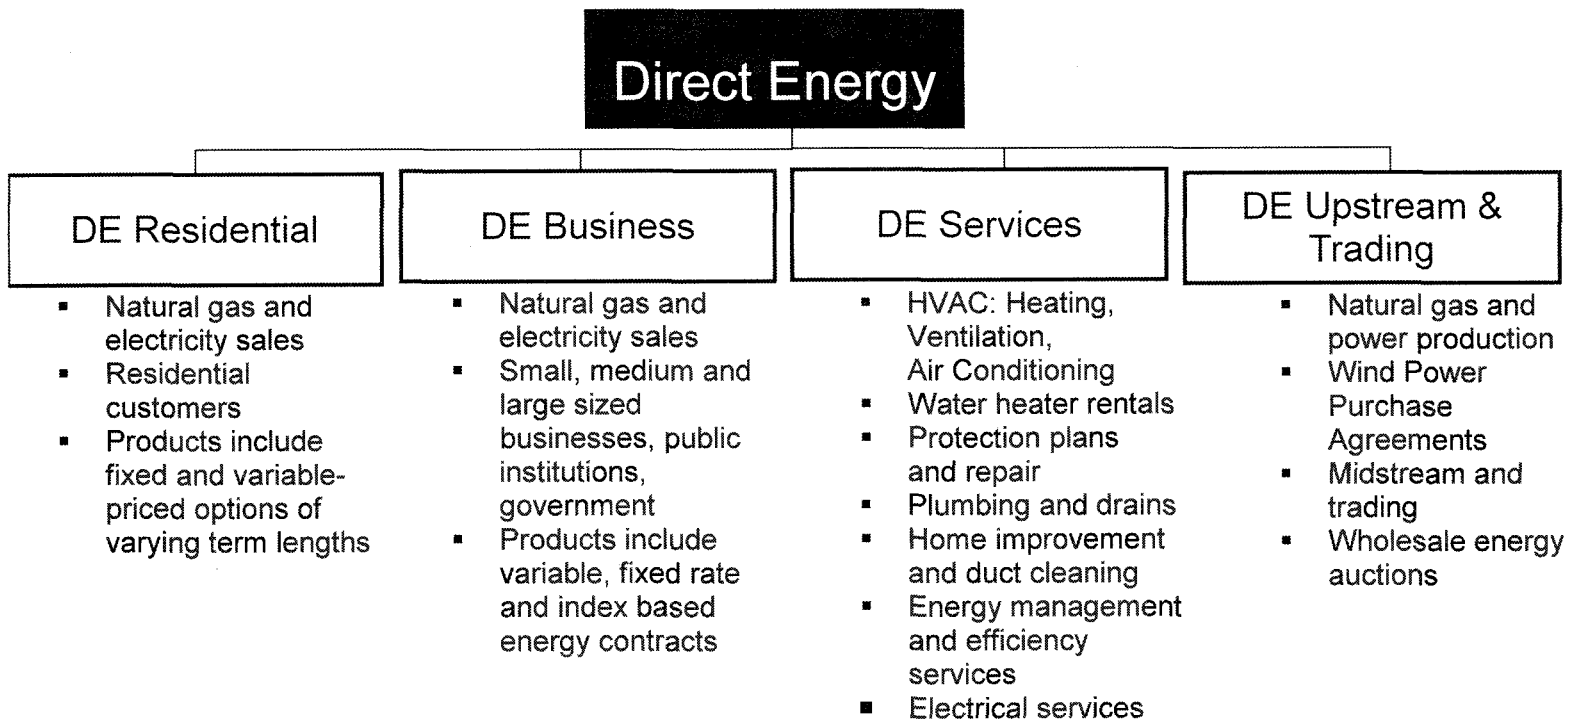 Direct Energy
DE Residential
▪ Natural gas and
electricity sales
▪ Residential
customers
▪ Products include
fixed and variable-
priced options of
varying term lengths
DE Business
▪ Natural gas and
electricity sales
▪ Small, medium and
large sized
businesses, public
institutions,
government
▪ Products include
variable, fixed rate
and index based
energy contracts
DE Services
▪ HVAC: Heating,
Ventilation,
Air Conditioning
▪ Water heater rentals
▪ Protection plans
and repair
▪ Plumbing and drains
▪ Home improvement
and duct cleaning
▪ Energy management
and efficiency
services
▪ Electrical services
DE Upstream &
Trading
▪ Natural gas and
power production
▪ Wind Power
Purchase
Agreements
▪ Midstream and
trading
▪ Wholesale energy
auctions